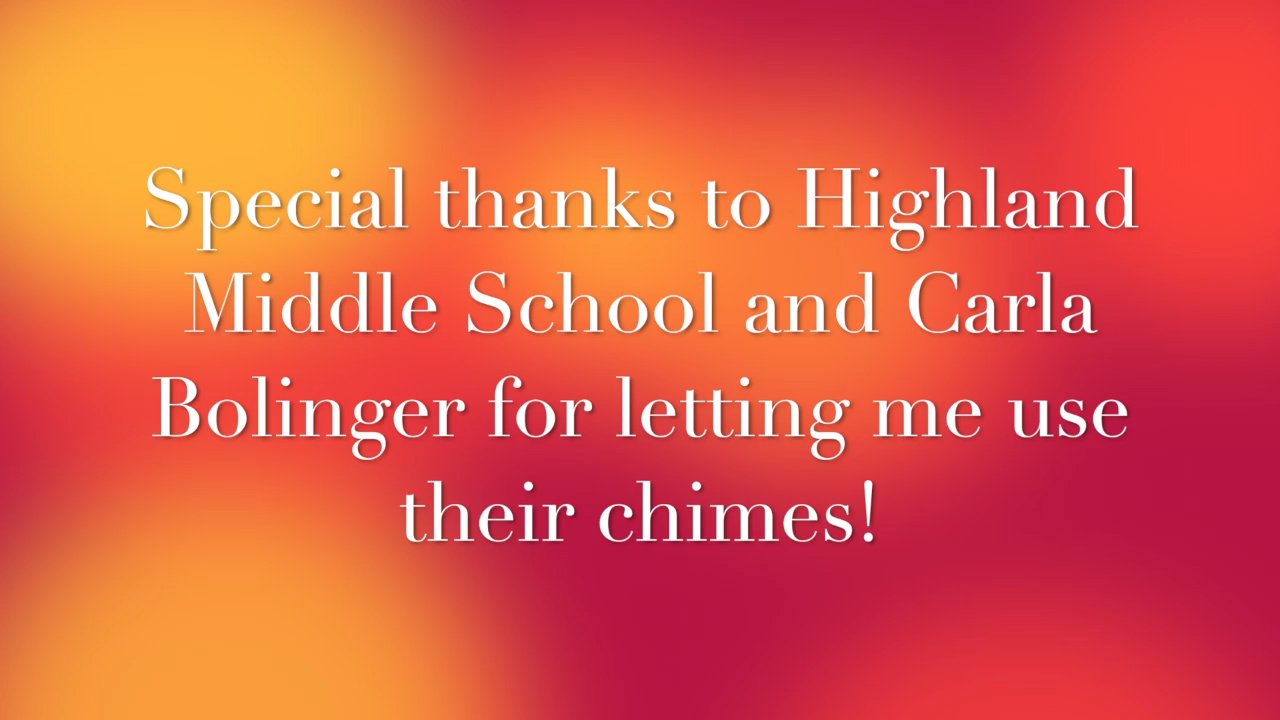 Special thanks to Highland
Middle School and Carla
Bolinger for letting me use
their chimes!